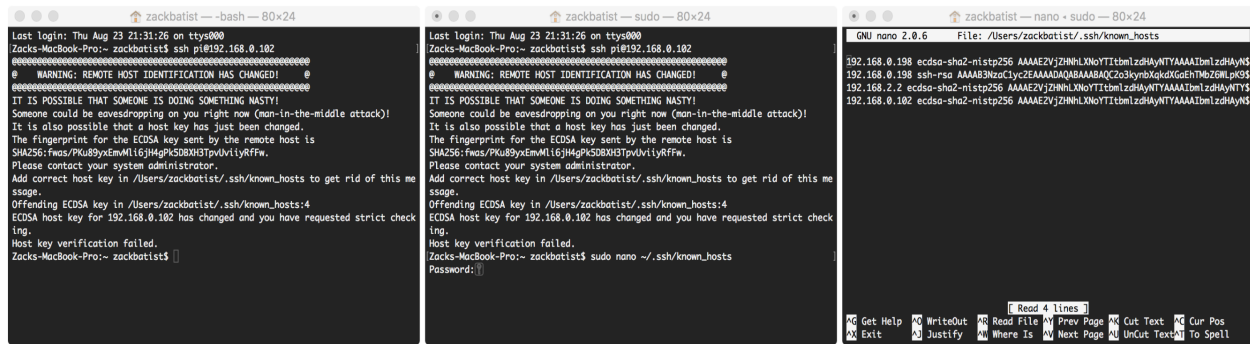 zackbatist — -bash — 80×24
Last login: Thu Aug 23 21:31:26 on ttys000
[Zacks-MacBook-Pro:~ zackbatist$ ssh pi@192.168.0.102 ]
@@@@@@@@@@@@@@@@@@@@@@@@@@@@@@@@@@@@@@@@@@@@@@@@@@@@@@@@@@@
@ WARNING: REMOTE HOST IDENTIFICATION HAS CHANGED! @
@@@@@@@@@@@@@@@@@@@@@@@@@@@@@@@@@@@@@@@@@@@@@@@@@@@@@@@@@@@
IT IS POSSIBLE THAT SOMEONE IS DOING SOMETHING NASTY!
Someone could be eavesdropping on you right now (man-in-the-middle attack)!
It is also possible that a host key has just been changed.
The fingerprint for the ECDSA key sent by the remote host is
SHA256:fwas/PKu89yxEmvMli6jH4gPk5DBXH3TpvUviiyRfFw.
Please contact your system administrator.
Add correct host key in /Users/zackbatist/.ssh/known_hosts to get rid of this me
ssage.
Offending ECDSA key in /Users/zackbatist/.ssh/known_hosts:4
ECDSA host key for 192.168.0.102 has changed and you have requested strict check
ing.
Host key verification failed.
Zacks-MacBook-Pro:~ zackbatist$
zackbatist — sudo — 80×24
Last login: Thu Aug 23 21:31:26 on ttys000
[Zacks-MacBook-Pro:~ zackbatist$ ssh pi@192.168.0.102 ]
@@@@@@@@@@@@@@@@@@@@@@@@@@@@@@@@@@@@@@@@@@@@@@@@@@@@@@@@@@@
@ WARNING: REMOTE HOST IDENTIFICATION HAS CHANGED! @
@@@@@@@@@@@@@@@@@@@@@@@@@@@@@@@@@@@@@@@@@@@@@@@@@@@@@@@@@@@
IT IS POSSIBLE THAT SOMEONE IS DOING SOMETHING NASTY!
Someone could be eavesdropping on you right now (man-in-the-middle attack)!
It is also possible that a host key has just been changed.
The fingerprint for the ECDSA key sent by the remote host is
SHA256:fwas/PKu89yxEmvMli6jH4gPk5DBXH3TpvUviiyRfFw.
Please contact your system administrator.
Add correct host key in /Users/zackbatist/.ssh/known_hosts to get rid of this me
ssage.
Offending ECDSA key in /Users/zackbatist/.ssh/known_hosts:4
ECDSA host key for 192.168.0.102 has changed and you have requested strict check
ing.
Host key verification failed.
[Zacks-MacBook-Pro:~ zackbatist$ sudo nano ~/.ssh/known_hosts ]
Password:
zackbatist — nano ◂ sudo — 80×24
GNU nano 2.0.6 File: /Users/zackbatist/.ssh/known_hosts
192.168.0.198 ecdsa-sha2-nistp256 AAAAE2VjZHNhLXNoYTItbmlzdHAyNTYAAAAIbmlzdHAyN$
192.168.0.198 ssh-rsa AAAAB3NzaC1yc2EAAAADAQABAAABAQC2o3kynbXqkdXGaEhTMbZ6WLpK9$
192.168.2.2 ecdsa-sha2-nistp256 AAAAE2VjZHNhLXNoYTItbmlzdHAyNTYAAAAIbmlzdHAyNTY$
192.168.0.102 ecdsa-sha2-nistp256 AAAAE2VjZHNhLXNoYTItbmlzdHAyNTYAAAAIbmlzdHAyN$
[ Read 4 lines ]
^G Get Help ^O WriteOut ^R Read File ^Y Prev Page ^K Cut Text ^C Cur Pos
^X Exit ^J Justify ^W Where Is ^V Next Page ^U UnCut Text ^T To Spell